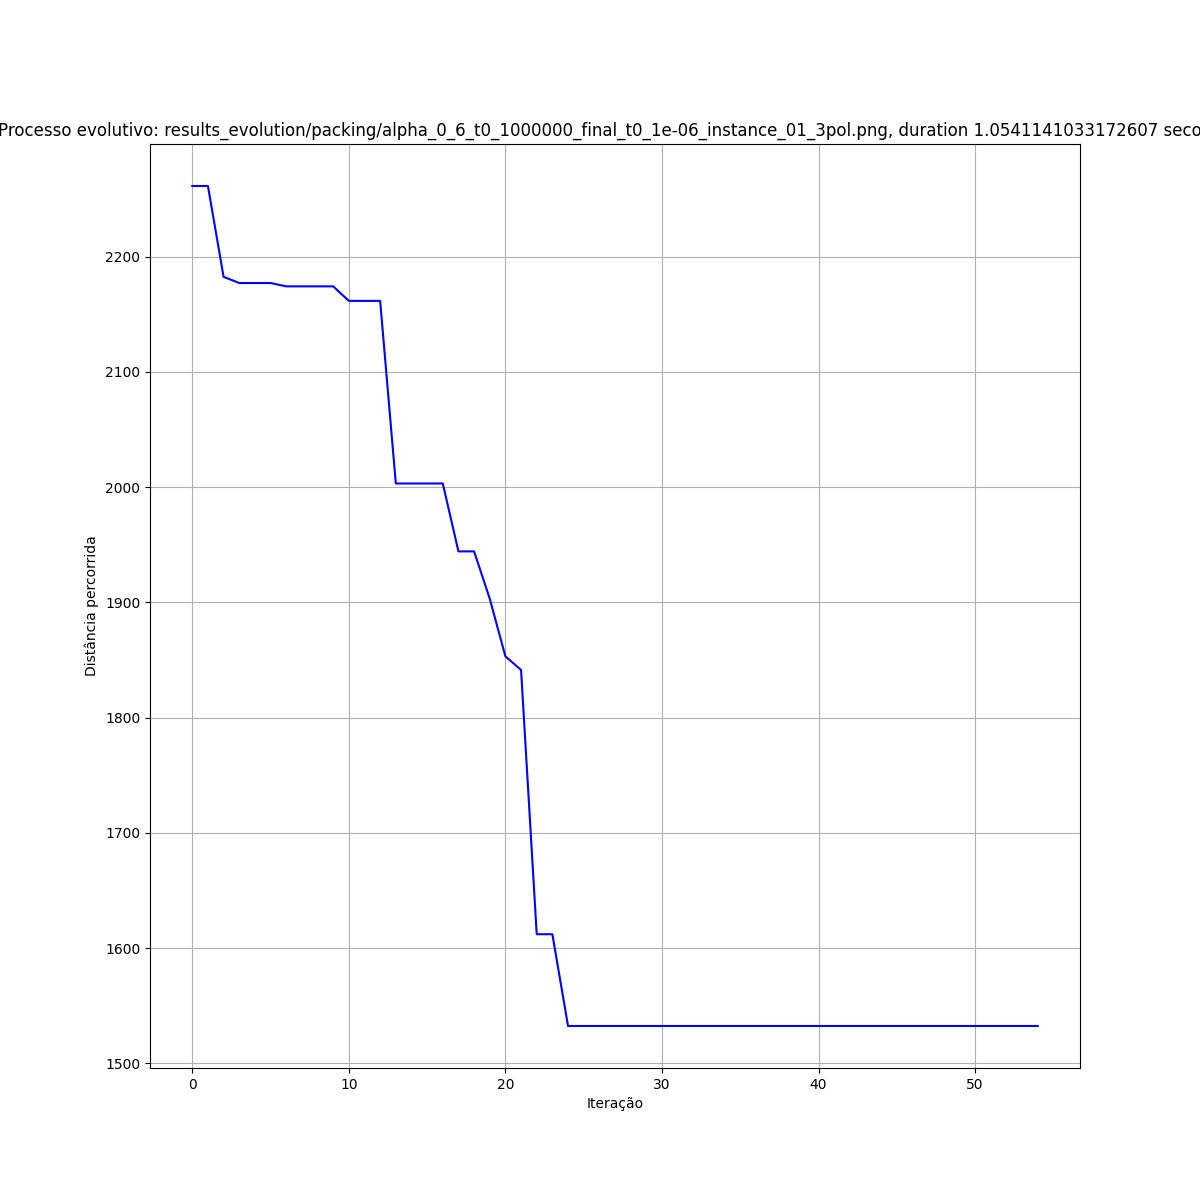 Processo evolutivo: results_evolution/packing/alpha_0_6_t0_1000000_final_t0_1e-06_instance_01_3pol.png, duration 1.0541141033172607 seco
2200
2100
2000
1900
1800
1700
1600
1500
Distância percorrida
0 10 20 30 40 50
Iteração